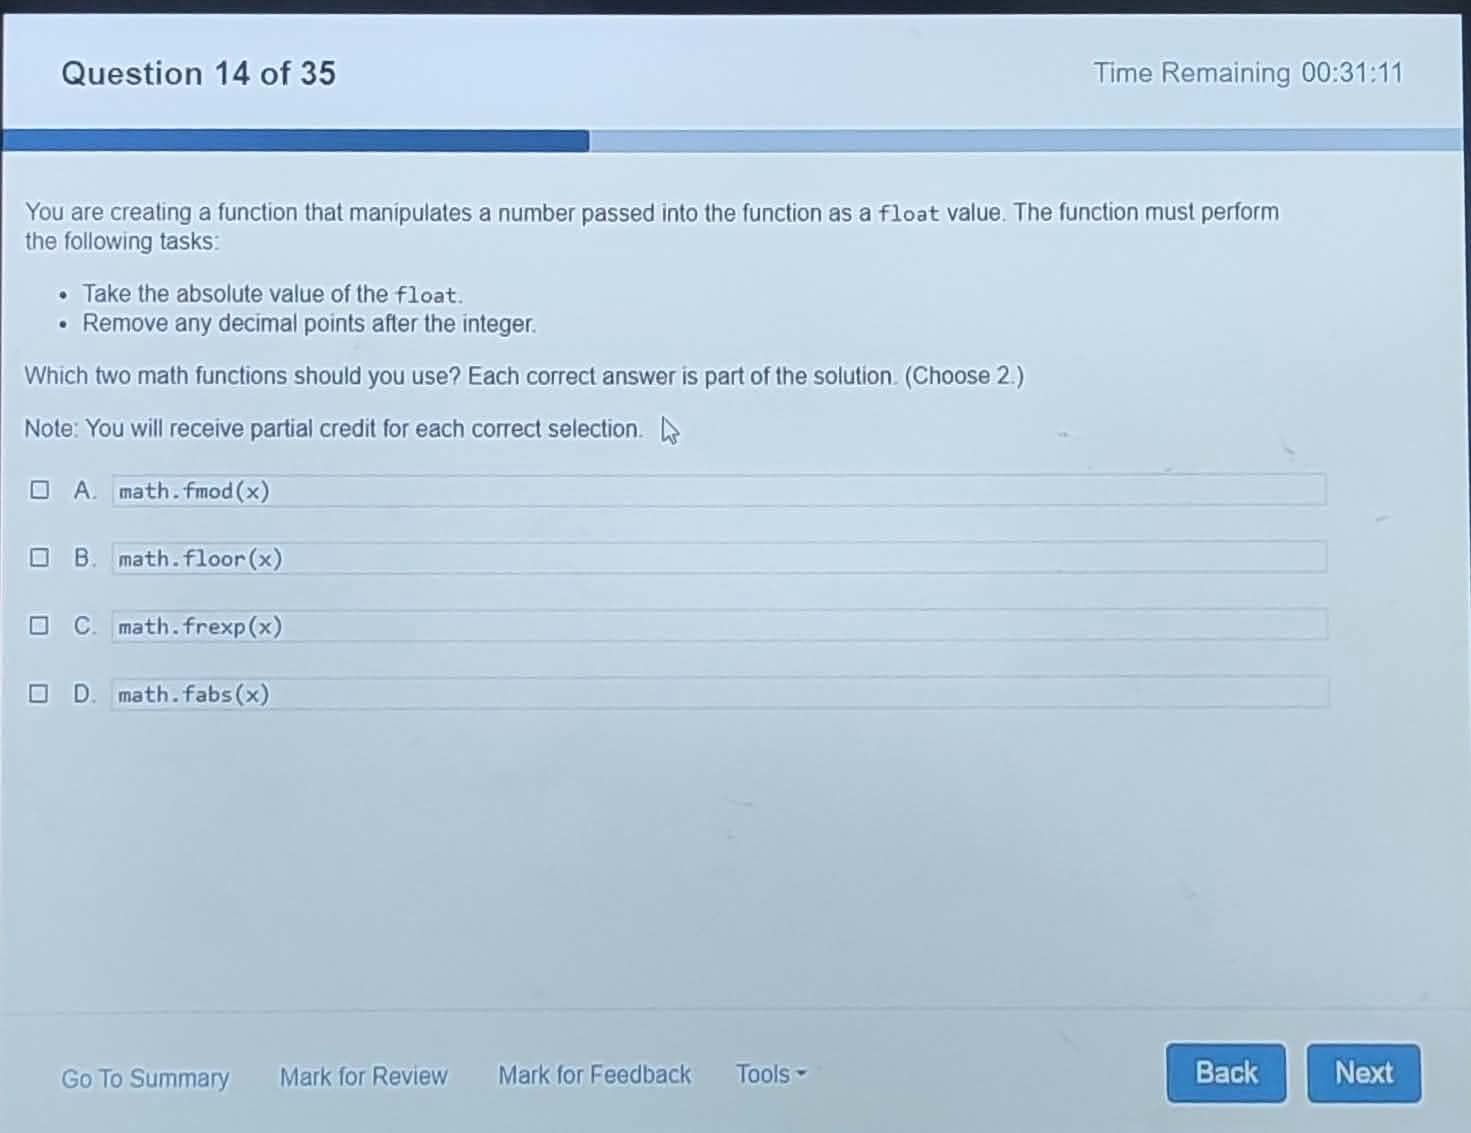 Question 14 of 35
Time Remaining 00:31:11
You are creating a function that manipulates a number passed into the function as a float value. The function must perform
the following tasks:
• Take the absolute value of the float.
• Remove any decimal points after the integer.
Which two math functions should you use? Each correct answer is part of the solution. (Choose 2.)
Note: You will receive partial credit for each correct selection.
A. math.fmod(x)
B. math.floor(x)
C. math.frexp(x)
D. math.fabs(x)
Go To Summary Mark for Review Mark for Feedback Tools Back Next